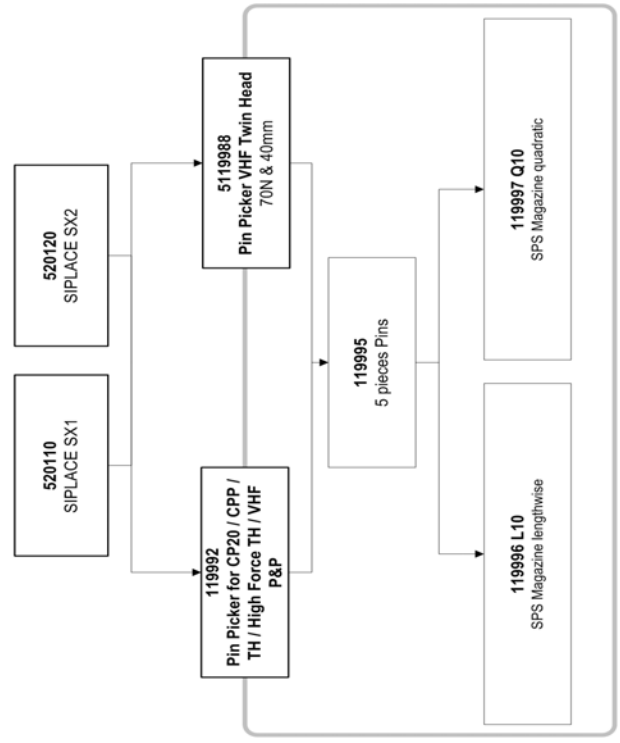 520110
SIPLACE SX1
520120
SIPLACE SX2
119992
Pin Picker for CP20 / CPP /
TH / High Force TH / VHF
P&P
5119988
Pin Picker VHF Twin Head
70N & 40mm
119995
5 pieces Pins
119996 L10
SPS Magazine lengthwise
119997 Q10
SPS Magazine quadratic